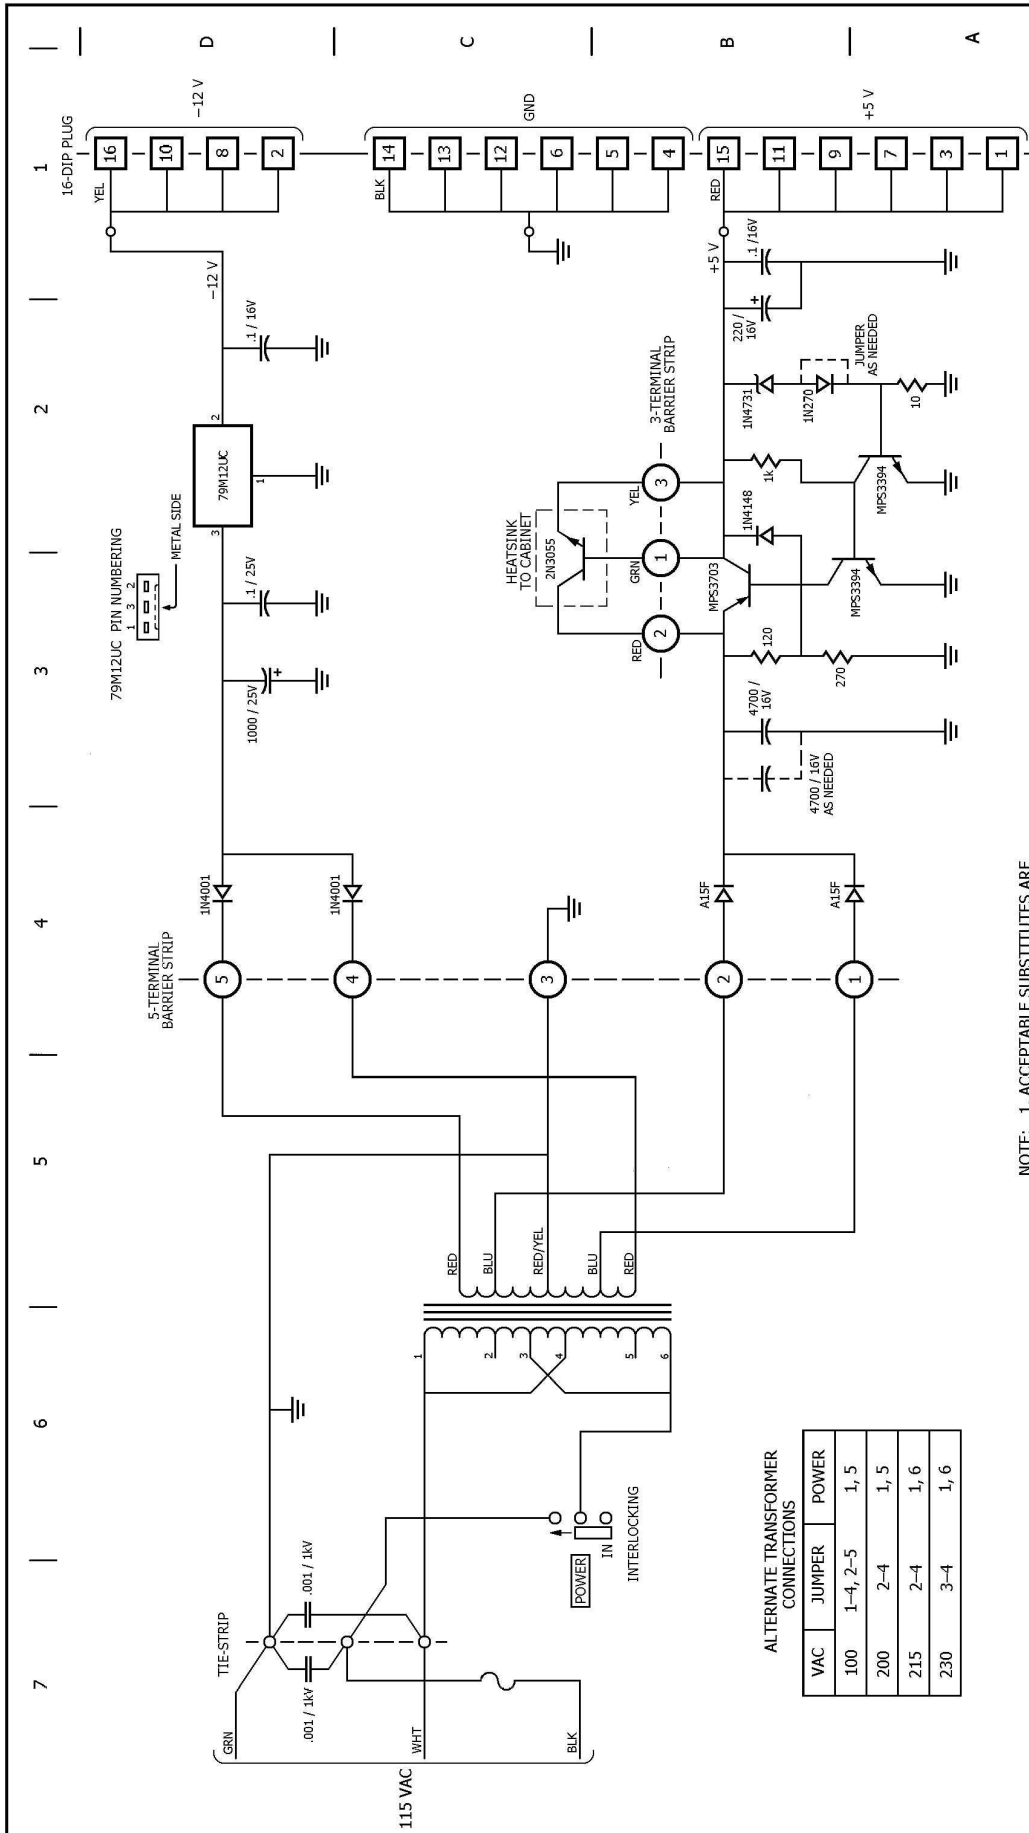 D
C
B
A
1
2
3
4
5
6
7
16-DIP PLUG
−12 V
GND
+5 V
16
10
8
2
14
13
12
6
5
4
15
11
9
7
3
1
YEL
BLK
RED
−12 V
+5 V
.1 / 16V
.1 /16V
220 /
16V
+
79M12UC PIN NUMBERING
1 3 2
METAL SIDE
3
79M12UC
2
1
.1 / 25V
1000 / 25V
+
HEATSINK
TO CABINET
2N3055
3-TERMINAL
BARRIER STRIP
RED
GRN
YEL
2
1
3
MPS3703
1N4148
1k
1N4731
1N270
JUMPER
AS NEEDED
10
MPS3394
MPS3394
120
270
4700 /
16V
4700 / 16V
AS NEEDED
5-TERMINAL
BARRIER STRIP
5
4
3
2
1
1N4001
1N4001
A15F
A15F
RED
BLU
RED/YEL
BLU
RED
1
2
3
4
5
6
TIE-STRIP
.001 / 1kV
.001 / 1kV
GRN
WHT
BLK
115 VAC
POWER
IN
INTERLOCKING
ALTERNATE TRANSFORMER
CONNECTIONS
VAC JUMPER POWER
100 1–4, 2–5 1, 5
200 2–4 1, 5
215 2–4 1, 6
230 3–4 1, 6
NOTE: 1. ACCEPTABLE SUBSTITUTES ARE